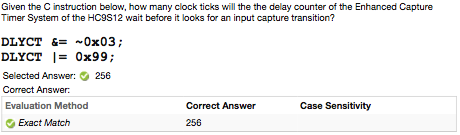 Given the C instruction below, how many clock ticks will the the delay counter of the Enhanced Capture
Timer System of the HC9S12 wait before it looks for an input capture transition?
DLYCT &= ~0x03;
DLYCT |= 0x99;
Selected Answer: 256
Correct Answer:
Evaluation Method Correct Answer Case Sensitivity
Exact Match 256